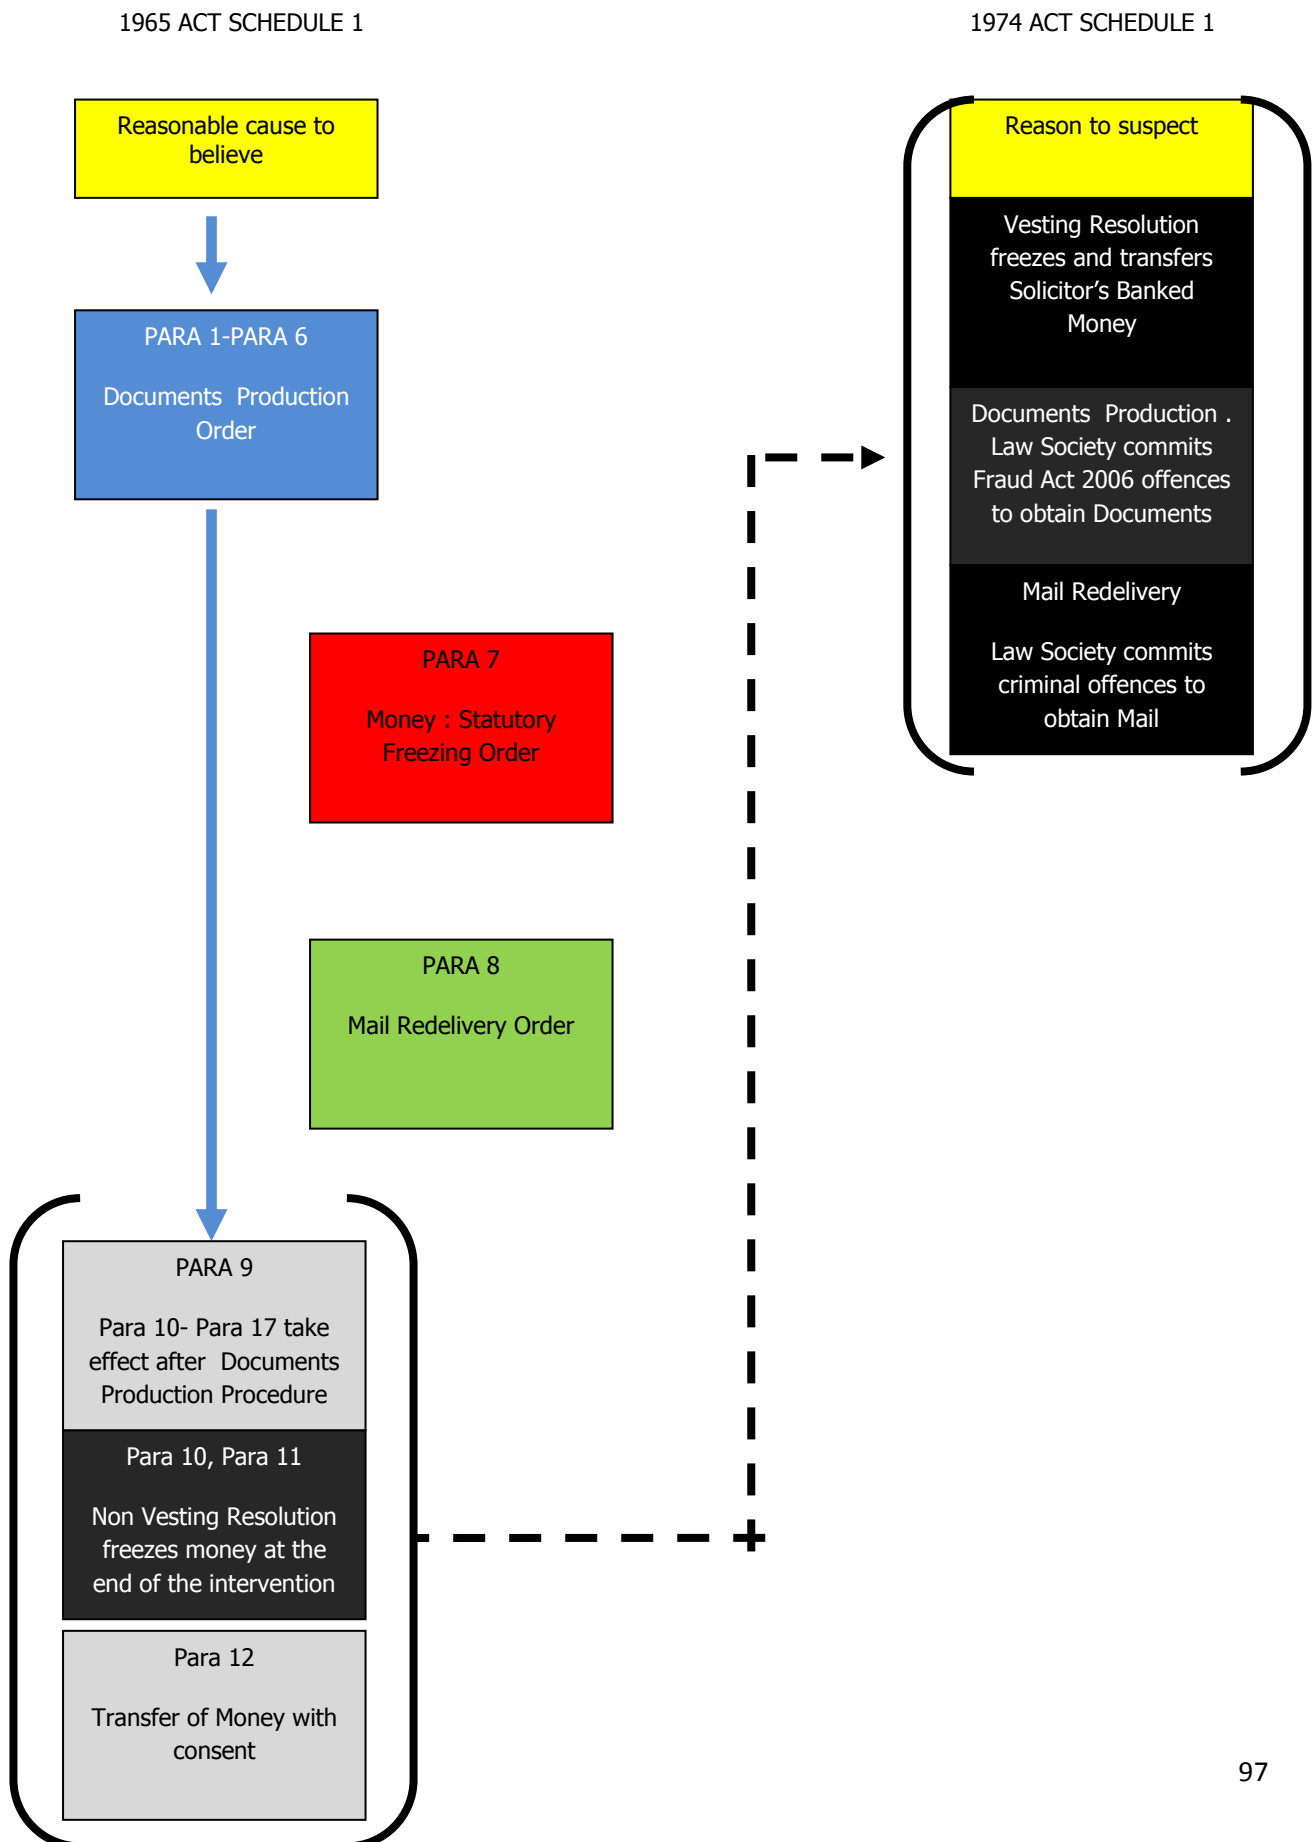 1965 ACT SCHEDULE 1
Reasonable cause to
believe
PARA 1-PARA 6
Documents Production
Order
PARA 7
Money : Statutory
Freezing Order
PARA 8
Mail Redelivery Order
PARA 9
Para 10- Para 17 take
effect after Documents
Production Procedure
Para 10, Para 11
Non Vesting Resolution
freezes money at the
end of the intervention
Para 12
Transfer of Money with
consent
1974 ACT SCHEDULE 1
Reason to suspect
Vesting Resolution
freezes and transfers
Solicitor’s Banked
Money
Documents Production .
Law Society commits
Fraud Act 2006 offences
to obtain Documents
Mail Redelivery
Law Society commits
criminal offences to
obtain Mail
97